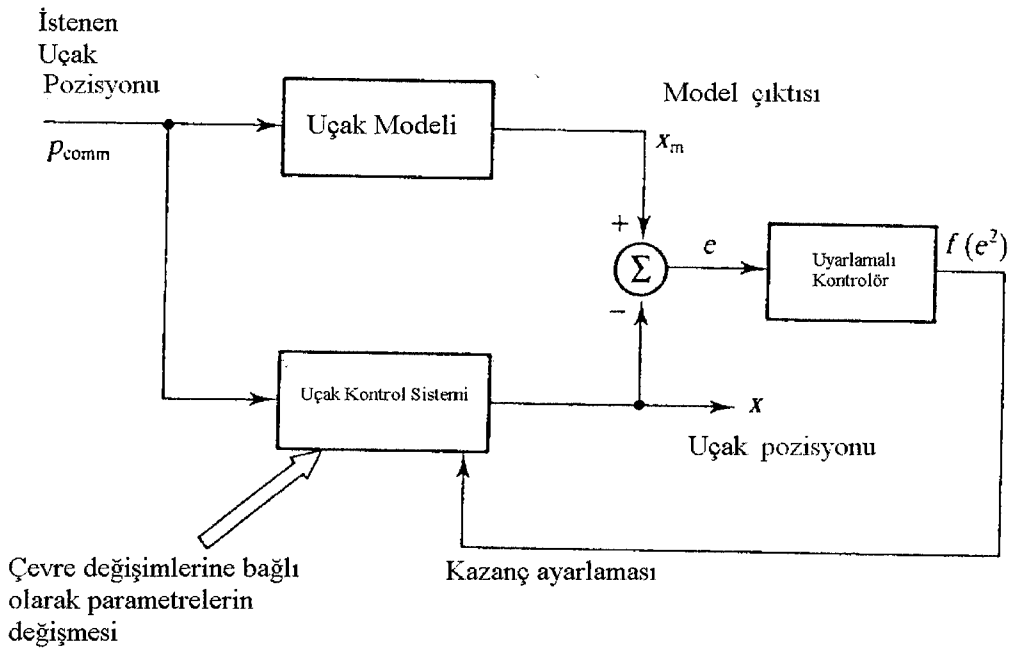 İstenen
Uçak
Pozisyonu
p_comm
Uçak Modeli
Model çıktısı
x_m
+
Σ
e
Uyarlamalı
Kontrolör
f (e²)
−
Uçak Kontrol Sistemi
x
Uçak pozisyonu
Çevre değişimlerine bağlı
olarak parametrelerin
değişmesi
Kazanç ayarlaması